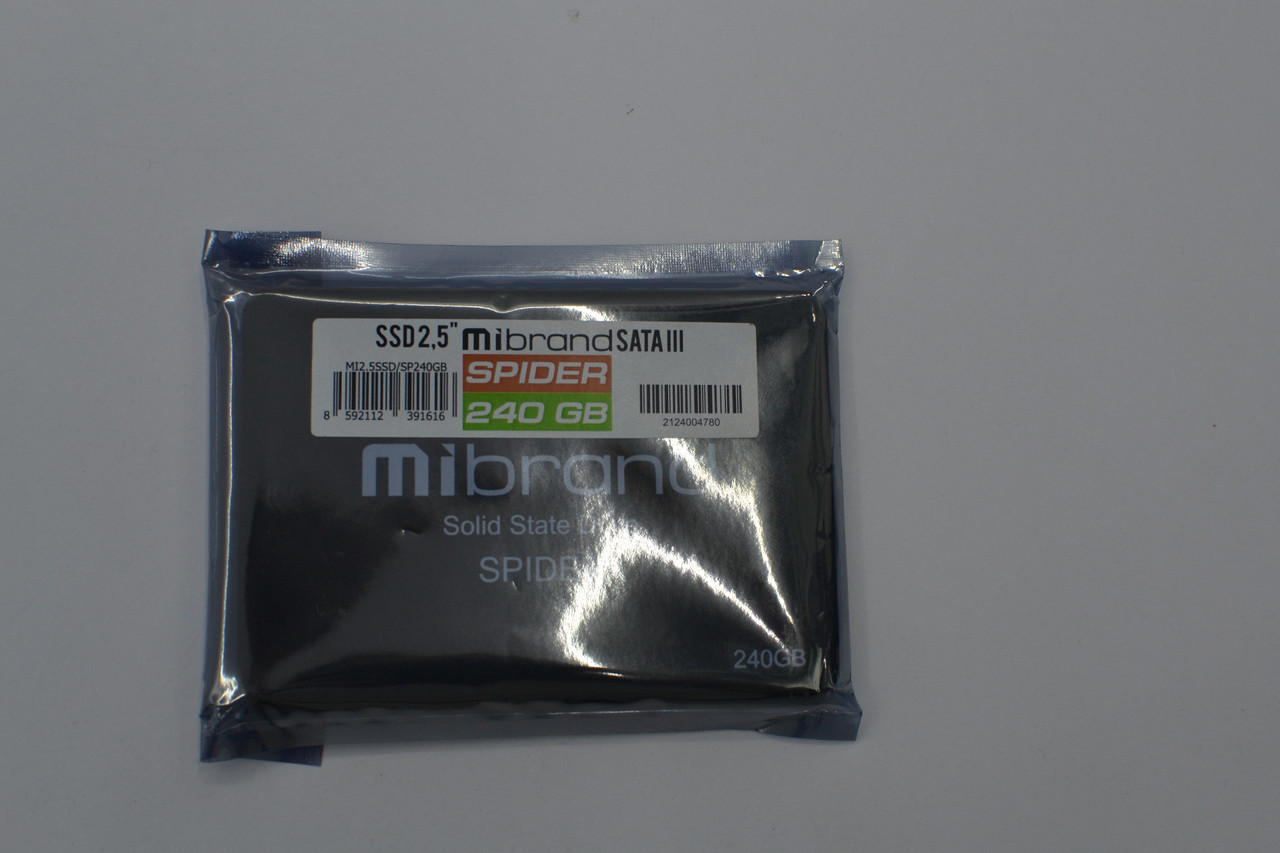 SSD 2,5" mibrand SATA III
MI2.5SSD/SP240GB
SPIDER
8 592112 391616
240 GB
2124004780
mibrand
Solid State
240GB